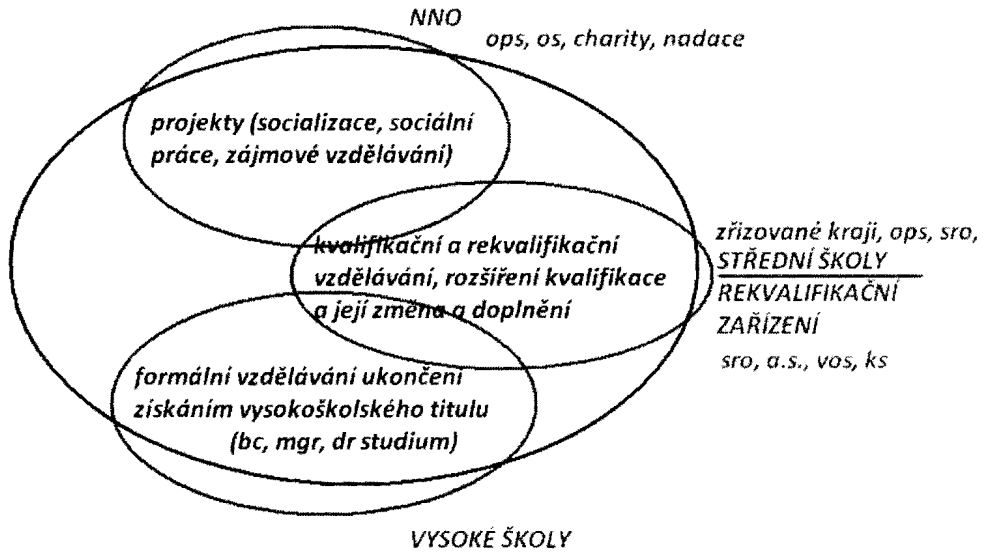 NNO
ops, os, charity, nadace
projekty (socializace, sociální
práce, zájmové vzdělávání)
kvalifikační a rekvalifikační
vzdělávání, rozšíření kvalifikace
a její změna a doplnění
zřizované kraji, ops, sro,
STŘEDNÍ ŠKOLY
REKVALIFIKAČNÍ
ZAŘÍZENÍ
sro, a.s., vos, ks
formální vzdělávání ukončení
získáním vysokoškolského titulu
(bc, mgr, dr studium)
VYSOKÉ ŠKOLY